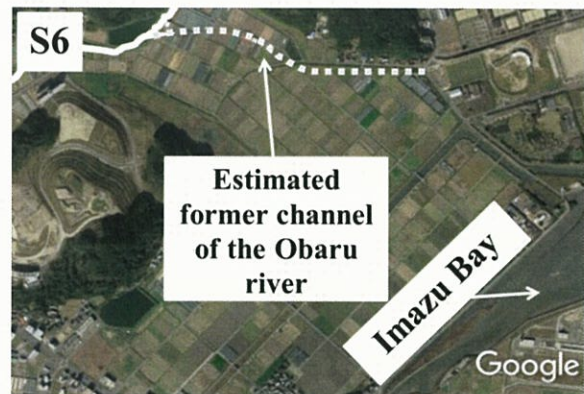 S6
Estimated
former channel
of the Obaru
river
Imazu Bay
Google